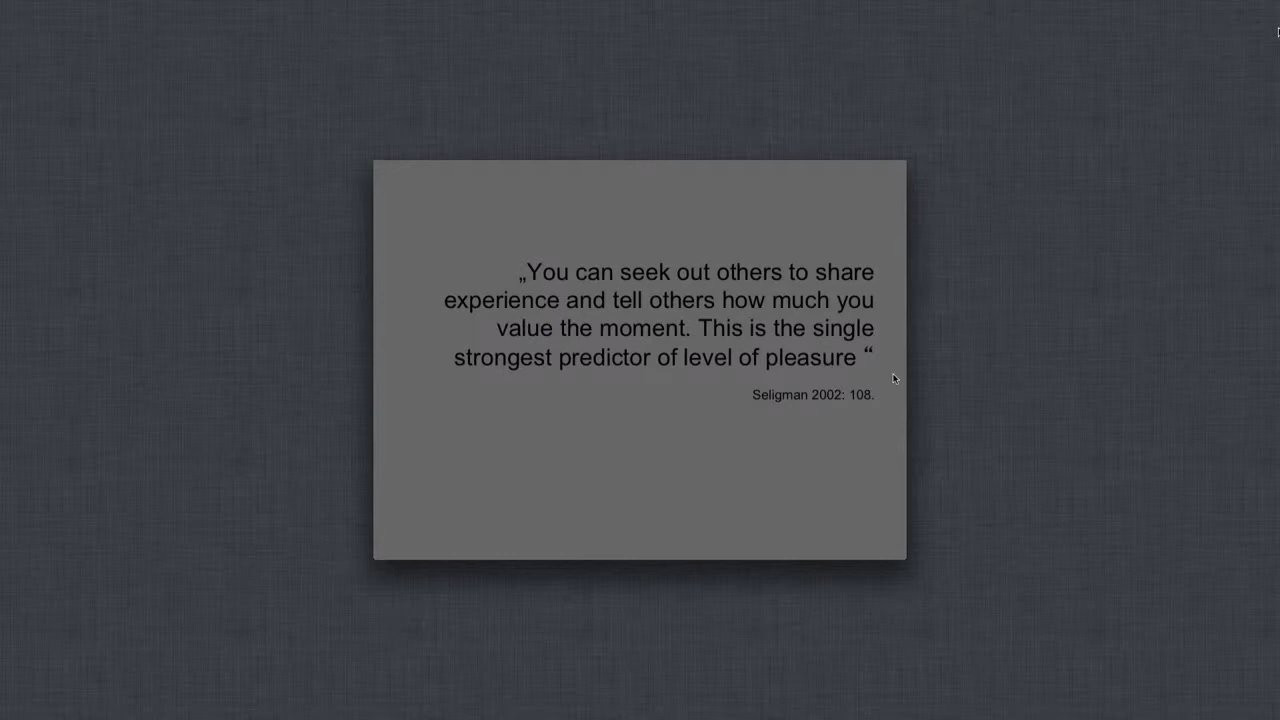 „You can seek out others to share
experience and tell others how much you
value the moment. This is the single
strongest predictor of level of pleasure “
Seligman 2002: 108.